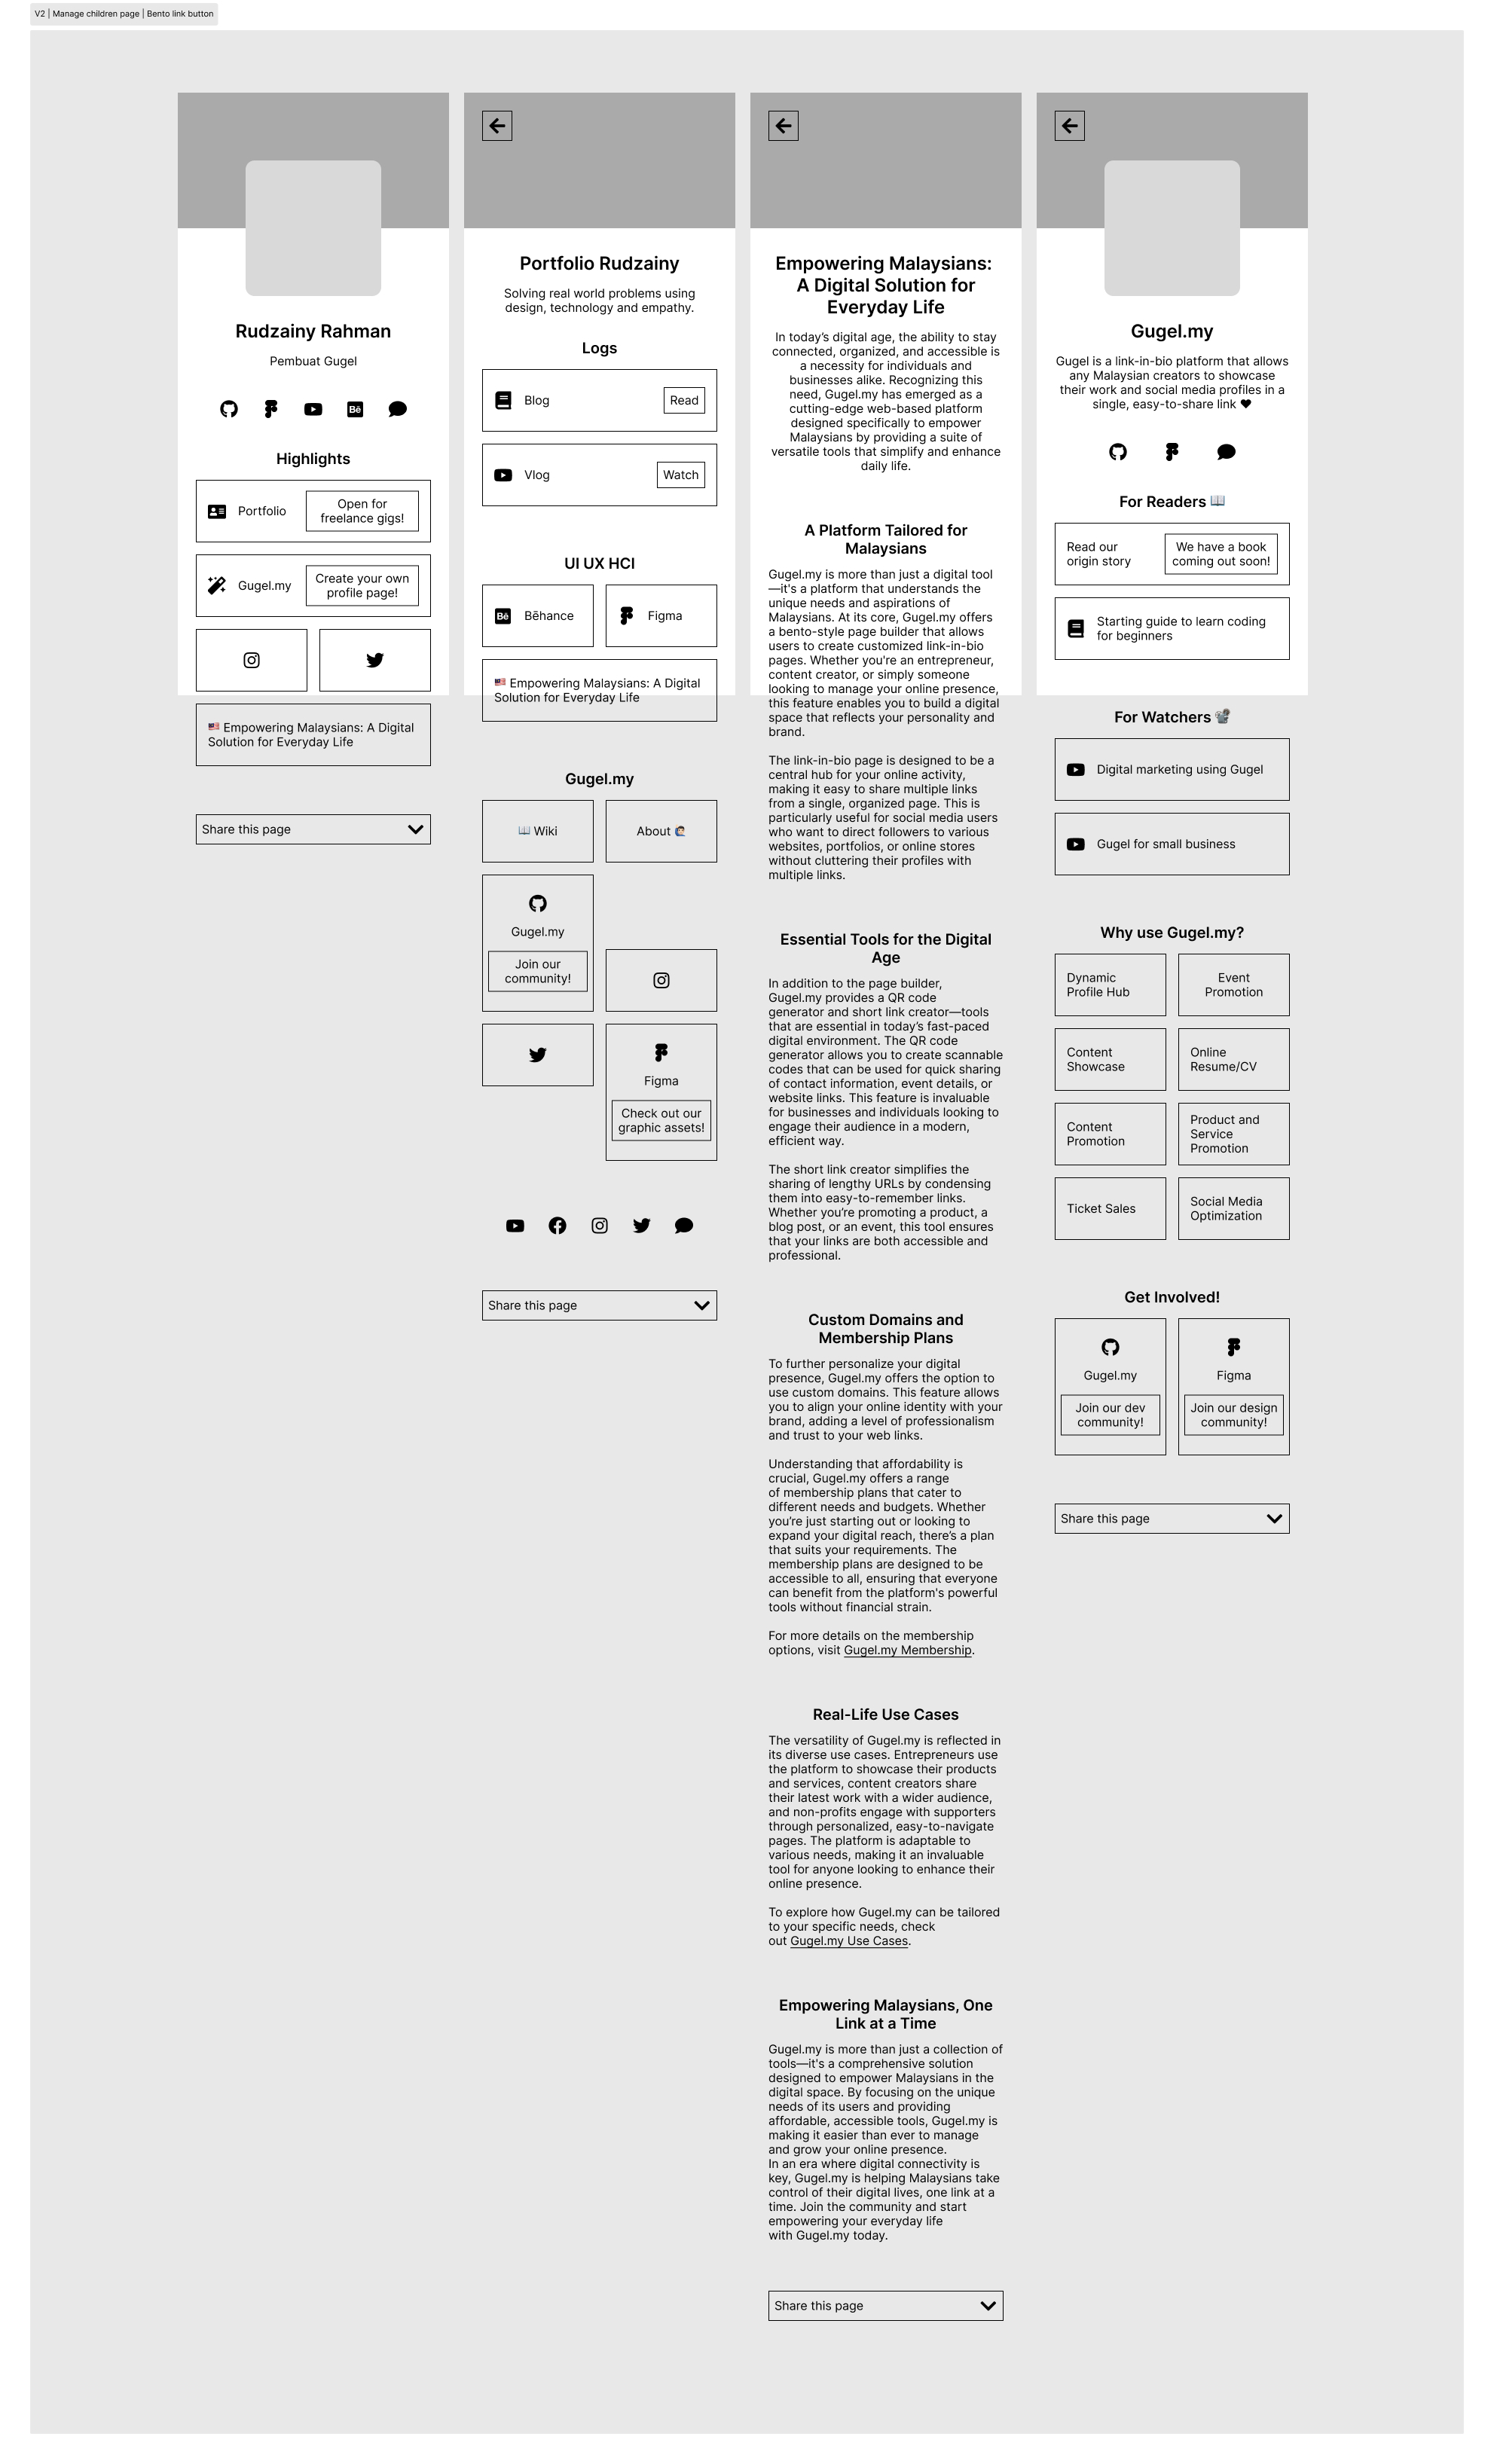 V2 | Manage children page | Bento link button
Rudzainy Rahman
Pembuat Gugel
Bē
Highlights
Portfolio
Open for
freelance gigs!
Gugel.my
Create your own
profile page!
🇲🇾 Empowering Malaysians: A Digital
Solution for Everyday Life
Share this page
Portfolio Rudzainy
Solving real world problems using
design, technology and empathy.
Logs
Blog
Read
Vlog
Watch
UI UX HCI
Bē
Bēhance
Figma
🇲🇾 Empowering Malaysians: A Digital
Solution for Everyday Life
Gugel.my
📖 Wiki
About 🙋🏻
Gugel.my
Join our
community!
Figma
Check out our
graphic assets!
Share this page
Empowering Malaysians:
A Digital Solution for
Everyday Life
In today’s digital age, the ability to stay
connected, organized, and accessible is
a necessity for individuals and
businesses alike. Recognizing this
need, Gugel.my has emerged as a
cutting-edge web-based platform
designed specifically to empower
Malaysians by providing a suite of
versatile tools that simplify and enhance
daily life.
A Platform Tailored for
Malaysians
Gugel.my is more than just a digital tool
—it's a platform that understands the
unique needs and aspirations of
Malaysians. At its core, Gugel.my offers
a bento-style page builder that allows
users to create customized link-in-bio
pages. Whether you're an entrepreneur,
content creator, or simply someone
looking to manage your online presence,
this feature enables you to build a digital
space that reflects your personality and
brand.
The link-in-bio page is designed to be a
central hub for your online activity,
making it easy to share multiple links
from a single, organized page. This is
particularly useful for social media users
who want to direct followers to various
websites, portfolios, or online stores
without cluttering their profiles with
multiple links.
Essential Tools for the Digital
Age
In addition to the page builder,
Gugel.my provides a QR code
generator and short link creator—tools
that are essential in today’s fast-paced
digital environment. The QR code
generator allows you to create scannable
codes that can be used for quick sharing
of contact information, event details, or
website links. This feature is invaluable
for businesses and individuals looking to
engage their audience in a modern,
efficient way.
The short link creator simplifies the
sharing of lengthy URLs by condensing
them into easy-to-remember links.
Whether you’re promoting a product, a
blog post, or an event, this tool ensures
that your links are both accessible and
professional.
Custom Domains and
Membership Plans
To further personalize your digital
presence, Gugel.my offers the option to
use custom domains. This feature allows
you to align your online identity with your
brand, adding a level of professionalism
and trust to your web links.
Understanding that affordability is
crucial, Gugel.my offers a range
of membership plans that cater to
different needs and budgets. Whether
you’re just starting out or looking to
expand your digital reach, there’s a plan
that suits your requirements. The
membership plans are designed to be
accessible to all, ensuring that everyone
can benefit from the platform's powerful
tools without financial strain.
For more details on the membership
options, visit Gugel.my Membership.
Real-Life Use Cases
The versatility of Gugel.my is reflected in
its diverse use cases. Entrepreneurs use
the platform to showcase their products
and services, content creators share
their latest work with a wider audience,
and non-profits engage with supporters
through personalized, easy-to-navigate
pages. The platform is adaptable to
various needs, making it an invaluable
tool for anyone looking to enhance their
online presence.
To explore how Gugel.my can be tailored
to your specific needs, check
out Gugel.my Use Cases.
Empowering Malaysians, One
Link at a Time
Gugel.my is more than just a collection of
tools—it's a comprehensive solution
designed to empower Malaysians in the
digital space. By focusing on the unique
needs of its users and providing
affordable, accessible tools, Gugel.my is
making it easier than ever to manage
and grow your online presence.
In an era where digital connectivity is
key, Gugel.my is helping Malaysians take
control of their digital lives, one link at a
time. Join the community and start
empowering your everyday life
with Gugel.my today.
Share this page
Gugel.my
Gugel is a link-in-bio platform that allows
any Malaysian creators to showcase
their work and social media profiles in a
single, easy-to-share link ♥
For Readers 📖
Read our
origin story
We have a book
coming out soon!
Starting guide to learn coding
for beginners
For Watchers 📽️
Digital marketing using Gugel
Gugel for small business
Why use Gugel.my?
Dynamic
Profile Hub
Event
Promotion
Content
Showcase
Online
Resume/CV
Content
Promotion
Product and
Service
Promotion
Ticket Sales
Social Media
Optimization
Get Involved!
Gugel.my
Join our dev
community!
Figma
Join our design
community!
Share this page